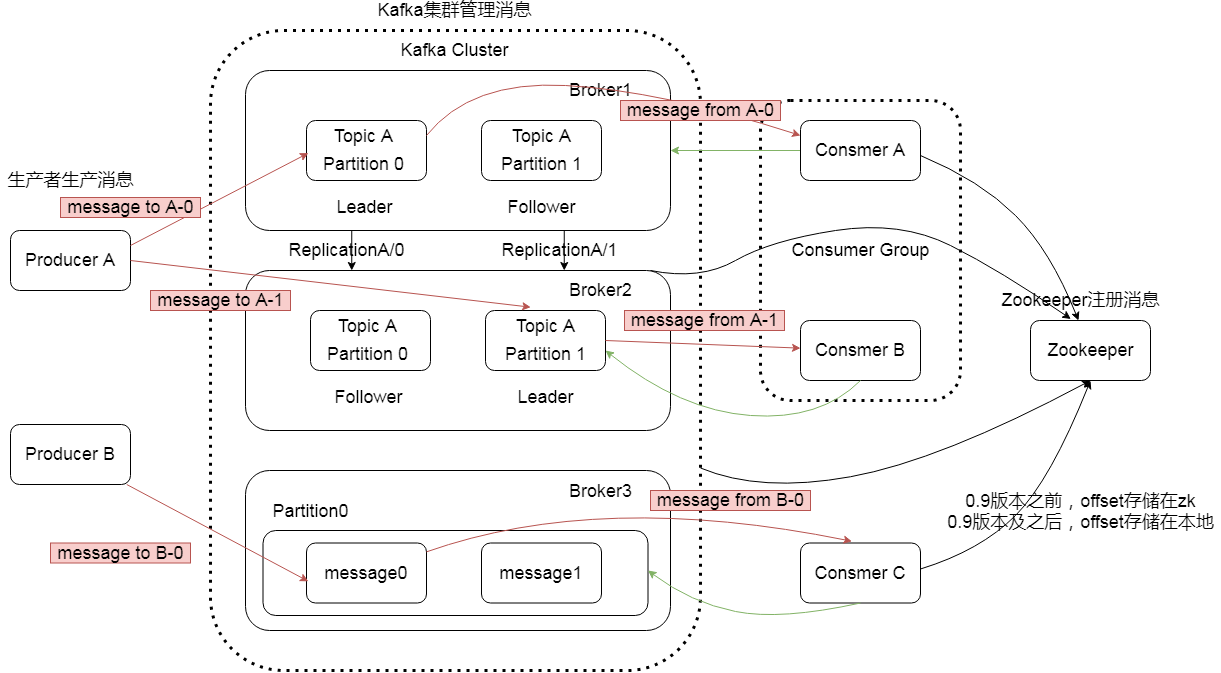 Kafka集群管理消息
Kafka Cluster
Broker1
message from A-0
Topic A
Partition 0
Topic A
Partition 1
Consmer A
生产者生产消息
message to A-0
Leader
Follower
Producer A
ReplicationA/0
ReplicationA/1
Consumer Group
Broker2
message to A-1
Zookeeper注册消息
Topic A
Partition 0
Topic A
Partition 1
message from A-1
Consmer B
Zookeeper
Follower
Leader
Producer B
Broker3
message from B-0
Partition0
0.9版本之前，offset存储在zk
0.9版本及之后，offset存储在本地
message to B-0
message0
message1
Consmer C